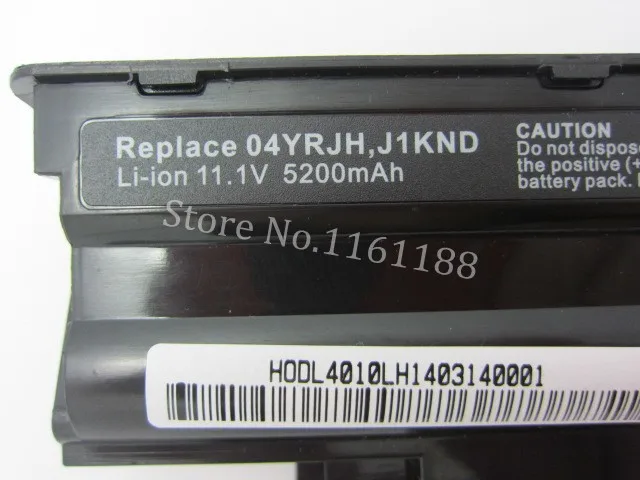 Replace 04YRJH,J1KND
Li-ion 11.1V 5200mAh
CAUTION
Do not dispose
the positive (+
battery pack.
Store No.1161188
HODL4010LH1403140001